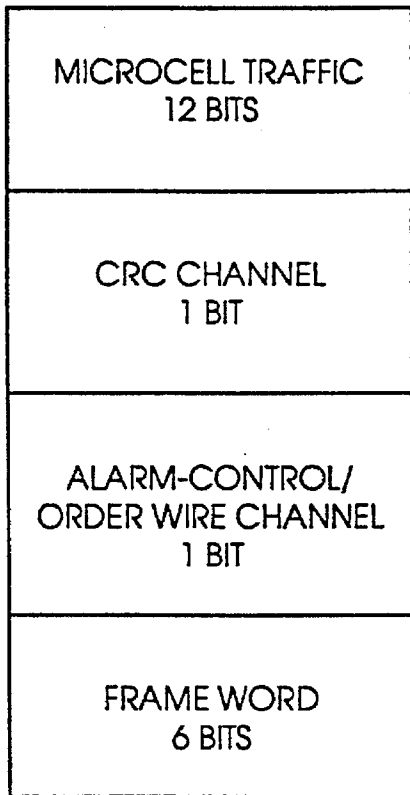 MICROCELL TRAFFIC
12 BITS
CRC CHANNEL
1 BIT
ALARM-CONTROL/
ORDER WIRE CHANNEL
1 BIT
FRAME WORD
6 BITS